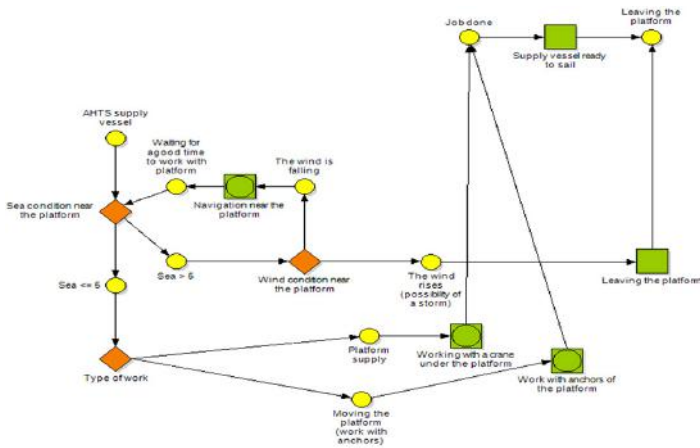 Job done
Leaving the
platform
Supply vessel ready
to sail
AHTS supply
vessel
Waiting for
agood time
to work with
platform
The wind is
falling
Navigation near the
platform
Sea condition near
the platform
Sea > 5
Wind condition near
the platform
The wind
rises
(possiblity of
a storm)
Leaving the platform
Sea <= 5
Type of work
Platform
supply
Working with a crane
under the platform
Work with anchors of
the platform
Moving the
platform
(work with
anchors)